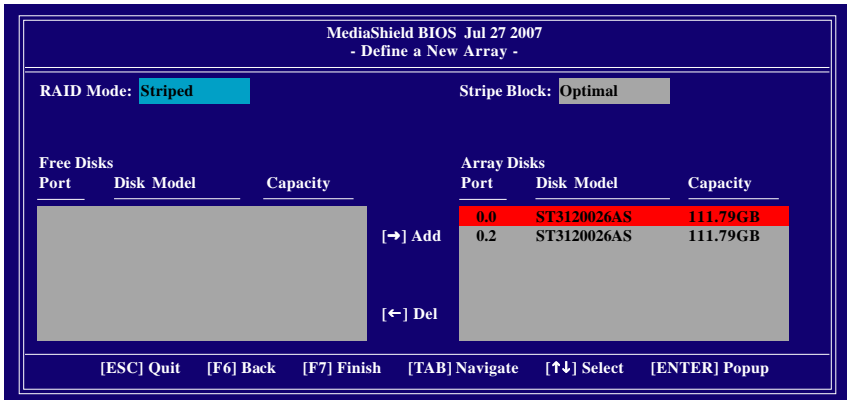 MediaShield BIOS Jul 27 2007
- Define a New Array -
RAID Mode: Striped
Stripe Block: Optimal
Free Disks
Port Disk Model Capacity
[→] Add
[←] Del
Array Disks
Port Disk Model Capacity
0.0 ST3120026AS 111.79GB
0.2 ST3120026AS 111.79GB
[ESC] Quit [F6] Back [F7] Finish [TAB] Navigate [↑↓] Select [ENTER] Popup